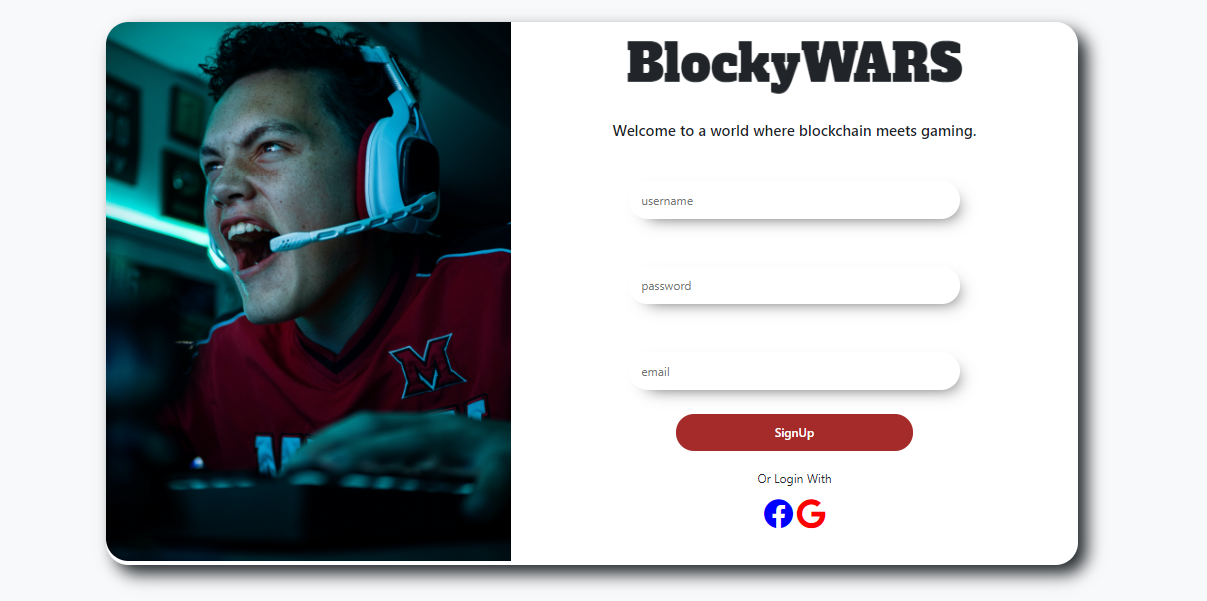 BlockyWARS
Welcome to a world where blockchain meets gaming.
username
password
email
SignUp
Or Login With
M